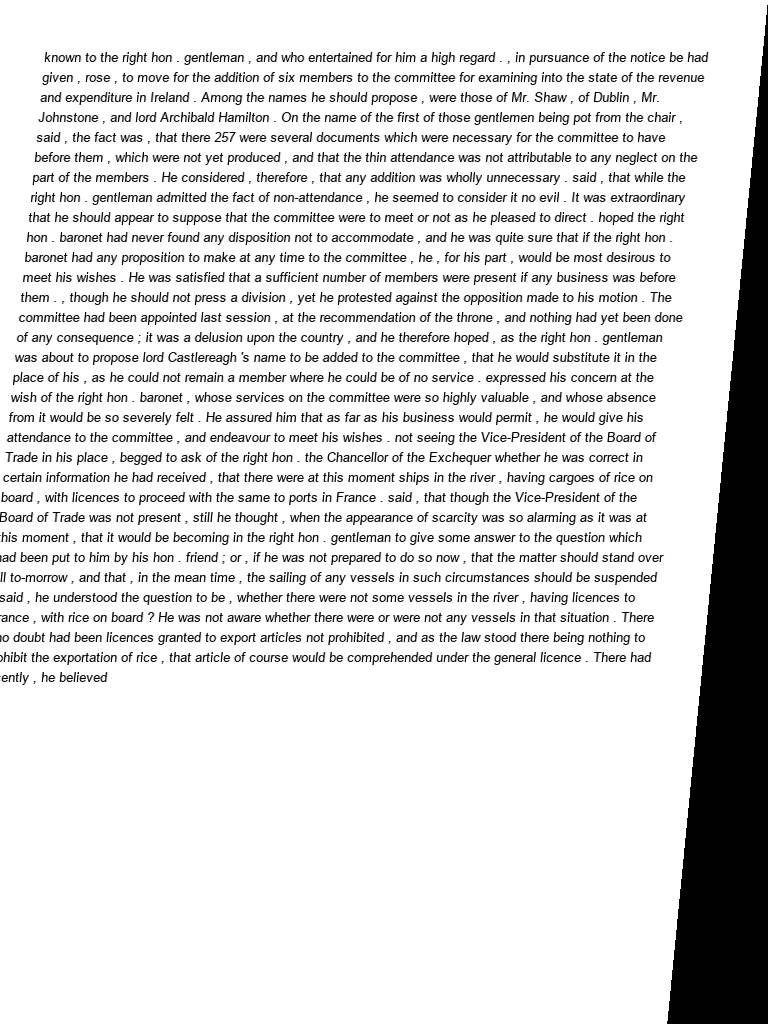 known to the right hon . gentleman , and who entertained for him a high regard . , in pursuance of the notice be had
given , rose , to move for the addition of six members to the committee for examining into the state of the revenue
and expenditure in Ireland . Among the names he should propose , were those of Mr. Shaw , of Dublin , Mr.
Johnstone , and lord Archibald Hamilton . On the name of the first of those gentlemen being pot from the chair ,
said , the fact was , that there 257 were several documents which were necessary for the committee to have
before them , which were not yet produced , and that the thin attendance was not attributable to any neglect on the
part of the members . He considered , therefore , that any addition was wholly unnecessary . said , that while the
right hon . gentleman admitted the fact of non-attendance , he seemed to consider it no evil . It was extraordinary
that he should appear to suppose that the committee were to meet or not as he pleased to direct . hoped the right
hon . baronet had never found any disposition not to accommodate , and he was quite sure that if the right hon .
baronet had any proposition to make at any time to the committee , he , for his part , would be most desirous to
meet his wishes . He was satisfied that a sufficient number of members were present if any business was before
them . , though he should not press a division , yet he protested against the opposition made to his motion . The
committee had been appointed last session , at the recommendation of the throne , and nothing had yet been done
of any consequence ; it was a delusion upon the country , and he therefore hoped , as the right hon . gentleman
was about to propose lord Castlereagh 's name to be added to the committee , that he would substitute it in the
place of his , as he could not remain a member where he could be of no service . expressed his concern at the
wish of the right hon . baronet , whose services on the committee were so highly valuable , and whose absence
from it would be so severely felt . He assured him that as far as his business would permit , he would give his
attendance to the committee , and endeavour to meet his wishes . not seeing the Vice-President of the Board of
Trade in his place , begged to ask of the right hon . the Chancellor of the Exchequer whether he was correct in
certain information he had received , that there were at this moment ships in the river , having cargoes of rice on
board , with licences to proceed with the same to ports in France . said , that though the Vice-President of the
Board of Trade was not present , still he thought , when the appearance of scarcity was so alarming as it was at
this moment , that it would be becoming in the right hon . gentleman to give some answer to the question which
had been put to him by his hon . friend ; or , if he was not prepared to do so now , that the matter should stand over
to-morrow , and that , in the mean time , the sailing of any vessels in such circumstances should be suspended
said , he understood the question to be , whether there were not some vessels in the river , having licences to
, with rice on board ? He was not aware whether there were or were not any vessels in that situation . There
no doubt had been licences granted to export articles not prohibited , and as the law stood there being nothing to
the exportation of rice , that article of course would be comprehended under the general licence . There had
, he believed